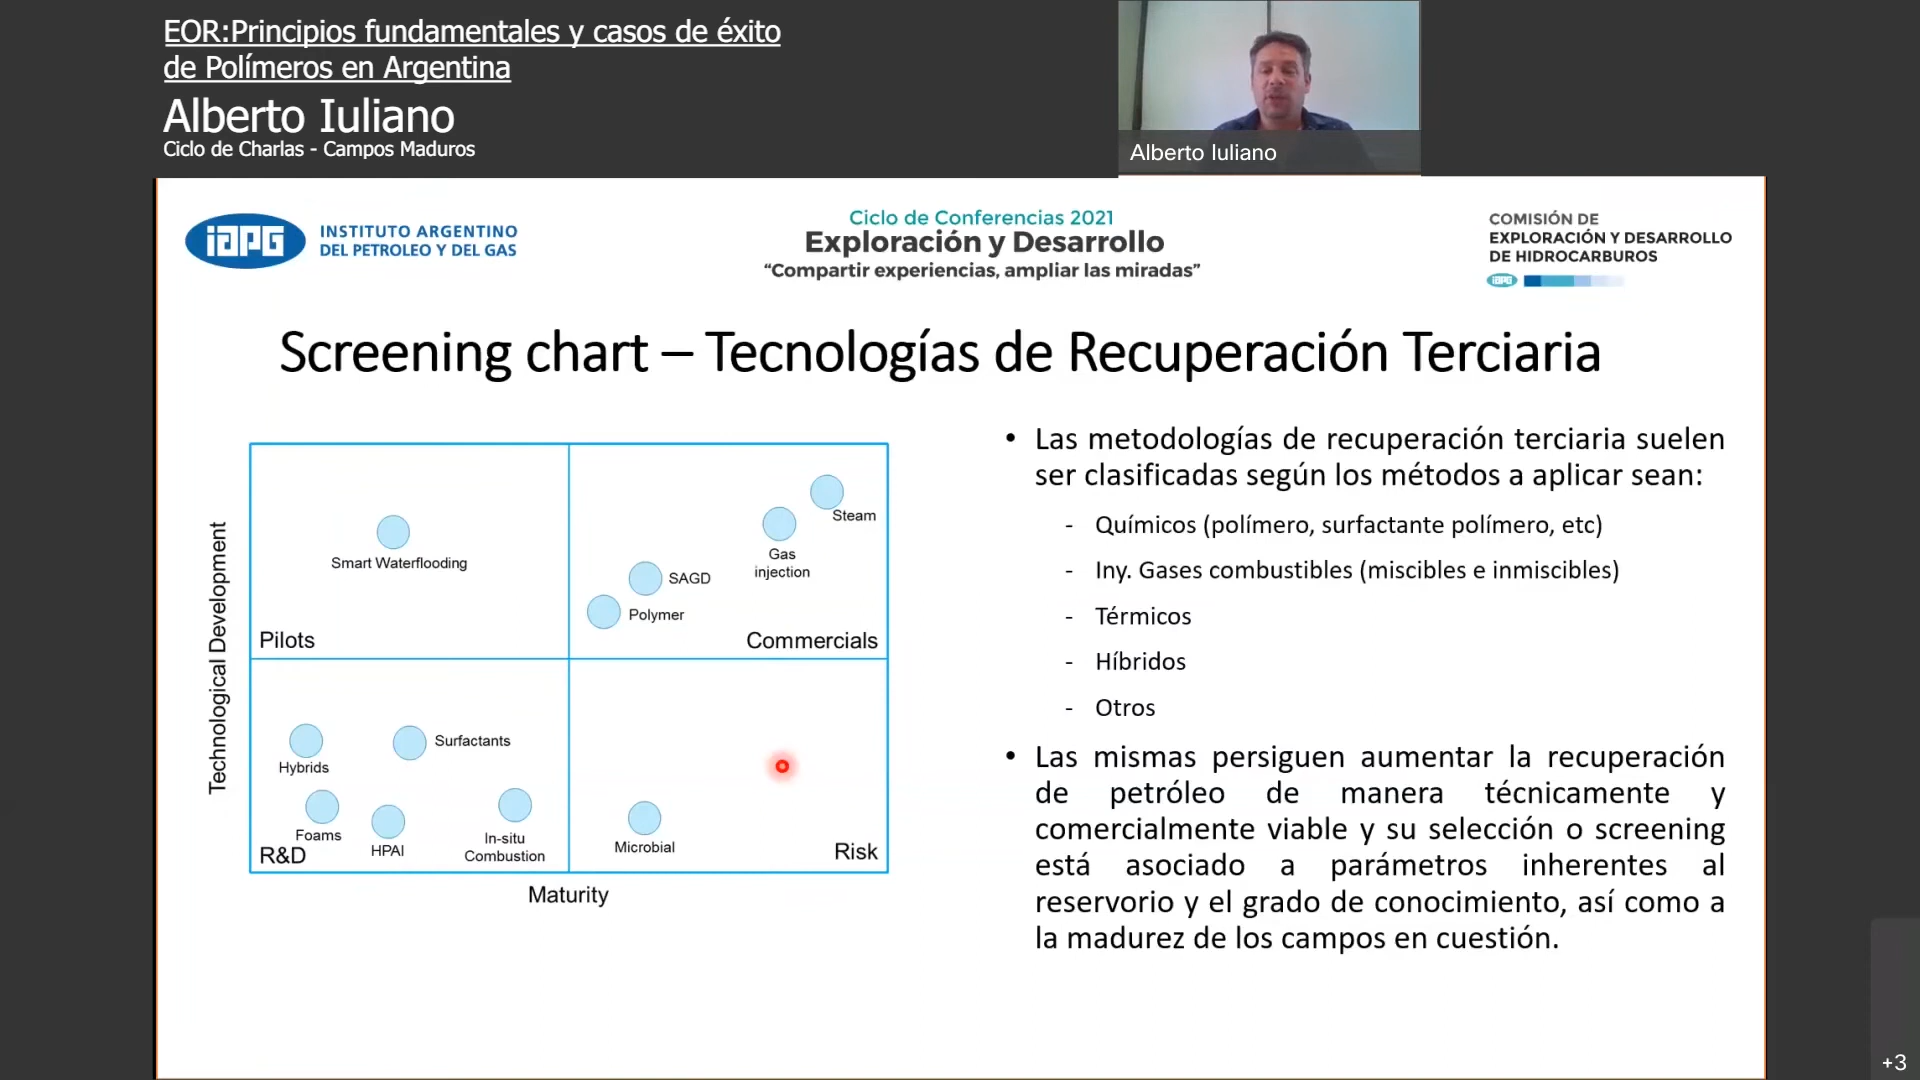 EOR:Principios fundamentales y casos de éxito
de Polímeros en Argentina
Alberto Iuliano
Ciclo de Charlas - Campos Maduros
Alberto Iuliano
iapg
INSTITUTO ARGENTINO
DEL PETROLEO Y DEL GAS
Ciclo de Conferencias 2021
Exploración y Desarrollo
“Compartir experiencias, ampliar las miradas”
COMISIÓN DE
EXPLORACIÓN Y DESARROLLO
DE HIDROCARBUROS
iapg
Screening chart – Tecnologías de Recuperación Terciaria
Technological Development
Smart Waterflooding
Pilots
Steam
Gas
injection
SAGD
Polymer
Commercials
Hybrids
Surfactants
Foams
HPAI
In-situ
Combustion
R&D
Microbial
Risk
Maturity
• Las metodologías de recuperación terciaria suelen
ser clasificadas según los métodos a aplicar sean:
- Químicos (polímero, surfactante polímero, etc)
- Iny. Gases combustibles (miscibles e inmiscibles)
- Térmicos
- Híbridos
- Otros
• Las mismas persiguen aumentar la recuperación
de petróleo de manera técnicamente y
comercialmente viable y su selección o screening
está asociado a parámetros inherentes al
reservorio y el grado de conocimiento, así como a
la madurez de los campos en cuestión.
+3